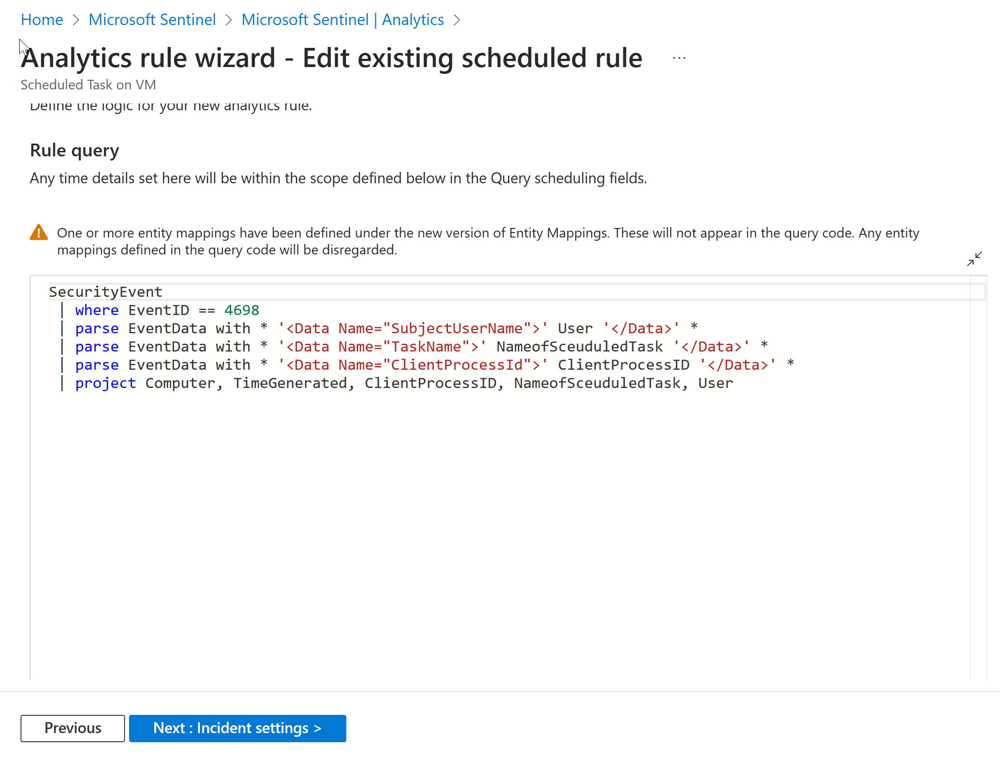 Home > Microsoft Sentinel > Microsoft Sentinel | Analytics >
Analytics rule wizard - Edit existing scheduled rule ...
Scheduled Task on VM
Define the logic for your new analytics rule.
Rule query
Any time details set here will be within the scope defined below in the Query scheduling fields.
One or more entity mappings have been defined under the new version of Entity Mappings. These will not appear in the query code. Any entity
mappings defined in the query code will be disregarded.
SecurityEvent
| where EventID == 4698
| parse EventData with * '<Data Name="SubjectUserName">' User '</Data>' *
| parse EventData with * '<Data Name="TaskName">' NameofSceuduledTask '</Data>' *
| parse EventData with * '<Data Name="ClientProcessId">' ClientProcessID '</Data>' *
| project Computer, TimeGenerated, ClientProcessID, NameofSceuduledTask, User
Previous
Next : Incident settings >